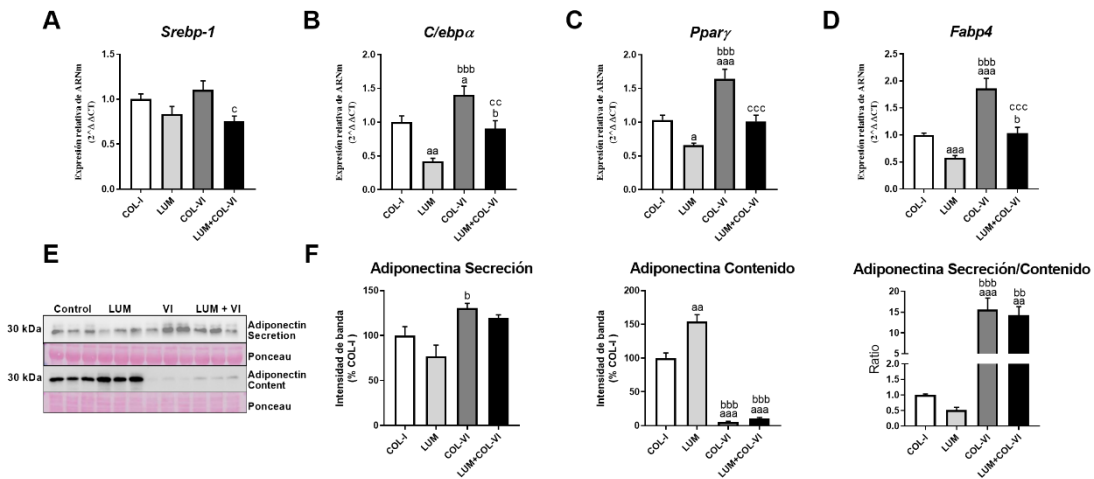 A
Srebp-1
Expresión relativa de ARNm
(2^Δ ΔCT)
1.5
1.0
0.5
0.0
c
COL-I
LUM
COL-VI
LUM+COL-VI
B
C/ebpα
Expresión relativa de ARNm
(2^Δ ΔCT)
2.0
1.5
1.0
0.5
0.0
aa
bbb
a
cc
b
COL-I
LUM
COL-VI
LUM+COL-VI
C
Pparγ
Expresión relativa de ARNm
(2^Δ ΔCT)
2.0
1.5
1.0
0.5
0.0
a
bbb
aaa
ccc
COL-I
LUM
COL-VI
LUM+COL-VI
D
Fabp4
Expresión relativa de ARNm
(2^Δ ΔCT)
2.5
2.0
1.5
1.0
0.5
0.0
aaa
bbb
aaa
ccc
b
COL-I
LUM
COL-VI
LUM+COL-VI
E
Control LUM VI LUM + VI
30 kDa
Adiponectin
Secretion
Ponceau
30 kDa
Adiponectin
Content
Ponceau
F
Adiponectina Secreción
Intensidad de banda
(% COL-I )
150
100
50
0
b
COL-I
LUM
COL-VI
LUM+COL-VI
Adiponectina Contenido
Intensidad de banda
(% COL-I )
200
150
100
50
0
aa
bbb
aaa
bbb
aaa
COL-I
LUM
COL-VI
LUM+COL-VI
Adiponectina Secreción/Contenido
Ratio
20
15
10
5
2.0
1.5
1.0
0.5
0.0
bbb
aaa
bb
aa
COL-I
LUM
COL-VI
LUM+COL-VI